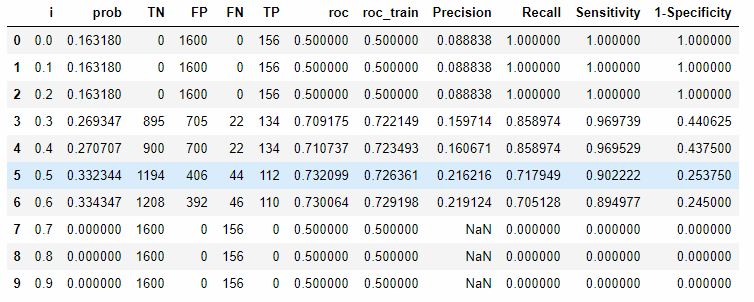 i prob TN FP FN TP roc roc_train Precision Recall Sensitivity 1-Specificity
0 0.0 0.163180 0 1600 0 156 0.500000 0.500000 0.088838 1.000000 1.000000 1.000000
1 0.1 0.163180 0 1600 0 156 0.500000 0.500000 0.088838 1.000000 1.000000 1.000000
2 0.2 0.163180 0 1600 0 156 0.500000 0.500000 0.088838 1.000000 1.000000 1.000000
3 0.3 0.269347 895 705 22 134 0.709175 0.722149 0.159714 0.858974 0.969739 0.440625
4 0.4 0.270707 900 700 22 134 0.710737 0.723493 0.160671 0.858974 0.969529 0.437500
5 0.5 0.332344 1194 406 44 112 0.732099 0.726361 0.216216 0.717949 0.902222 0.253750
6 0.6 0.334347 1208 392 46 110 0.730064 0.729198 0.219124 0.705128 0.894977 0.245000
7 0.7 0.000000 1600 0 156 0 0.500000 0.500000 NaN 0.000000 0.000000 0.000000
8 0.8 0.000000 1600 0 156 0 0.500000 0.500000 NaN 0.000000 0.000000 0.000000
9 0.9 0.000000 1600 0 156 0 0.500000 0.500000 NaN 0.000000 0.000000 0.000000